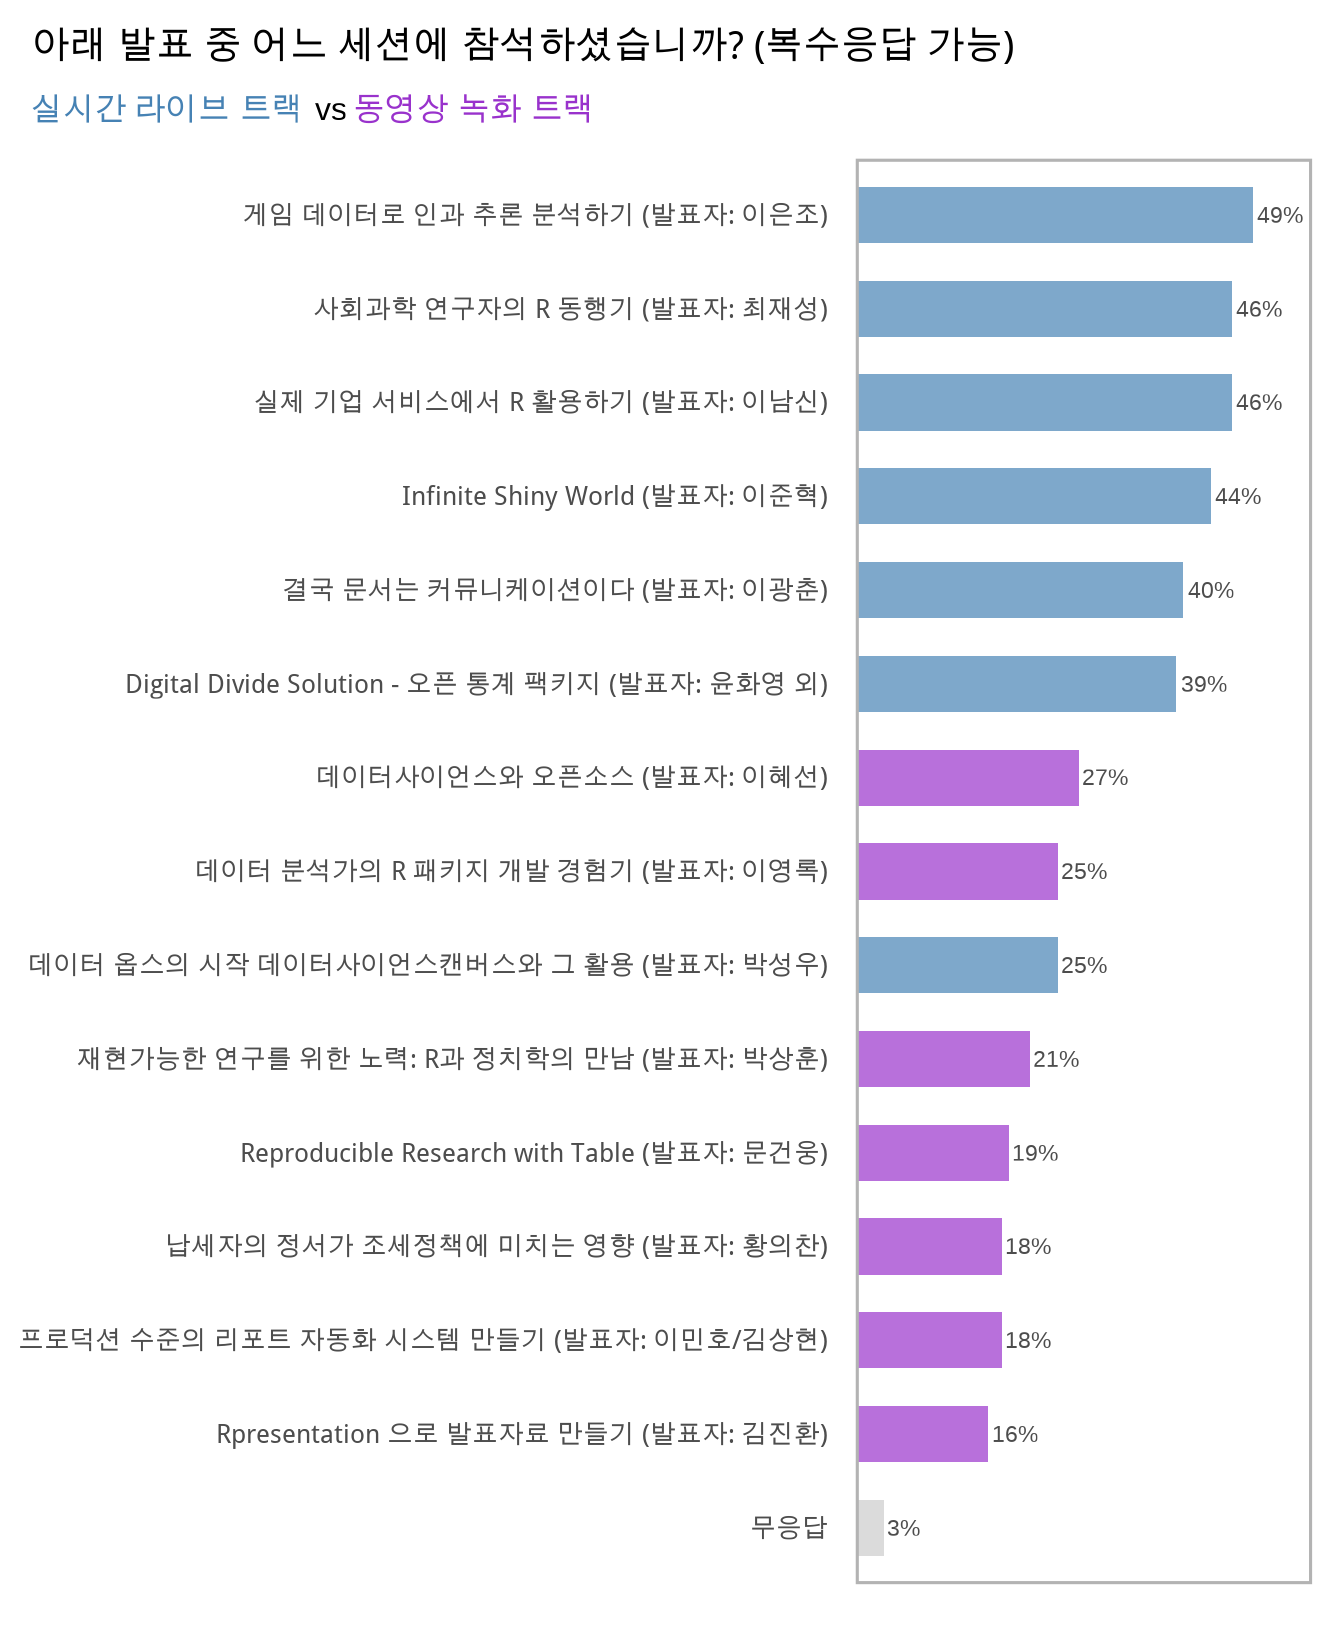 아래 발표 중 어느 세션에 참석하셨습니까? (복수응답 가능)
실시간 라이브 트랙 vs 동영상 녹화 트랙
게임 데이터로 인과 추론 분석하기 (발표자: 이은조) 49%
사회과학 연구자의 R 동행기 (발표자: 최재성) 46%
실제 기업 서비스에서 R 활용하기 (발표자: 이남신) 46%
Infinite Shiny World (발표자: 이준혁) 44%
결국 문서는 커뮤니케이션이다 (발표자: 이광춘) 40%
Digital Divide Solution - 오픈 통계 팩키지 (발표자: 윤화영 외) 39%
데이터사이언스와 오픈소스 (발표자: 이혜선) 27%
데이터 분석가의 R 패키지 개발 경험기 (발표자: 이영록) 25%
데이터 옵스의 시작 데이터사이언스캔버스와 그 활용 (발표자: 박성우) 25%
재현가능한 연구를 위한 노력: R과 정치학의 만남 (발표자: 박상훈) 21%
Reproducible Research with Table (발표자: 문건웅) 19%
납세자의 정서가 조세정책에 미치는 영향 (발표자: 황의찬) 18%
프로덕션 수준의 리포트 자동화 시스템 만들기 (발표자: 이민호/김상현) 18%
Rpresentation 으로 발표자료 만들기 (발표자: 김진환) 16%
무응답 3%